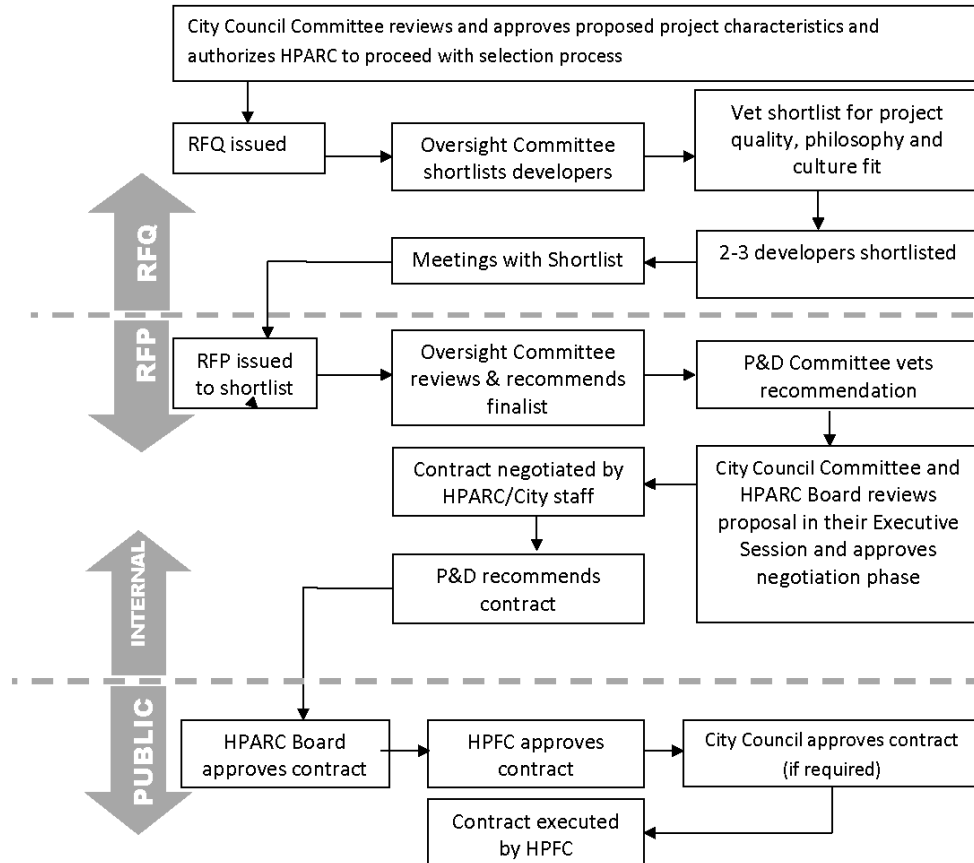 City Council Committee reviews and approves proposed project characteristics and
authorizes HPARC to proceed with selection process
RFQ issued
Oversight Committee
shortlists developers
Vet shortlist for project
quality, philosophy and
culture fit
RFQ
Meetings with Shortlist
2-3 developers shortlisted
RFP
RFP issued
to shortlist
Oversight Committee
reviews & recommends
finalist
P&D Committee vets
recommendation
Contract negotiated by
HPARC/City staff
City Council Committee and
HPARC Board reviews
proposal in their Executive
Session and approves
negotiation phase
INTERNAL
P&D recommends
contract
PUBLIC
HPARC Board
approves contract
HPFC approves
contract
City Council approves contract
(if required)
Contract executed
by HPFC